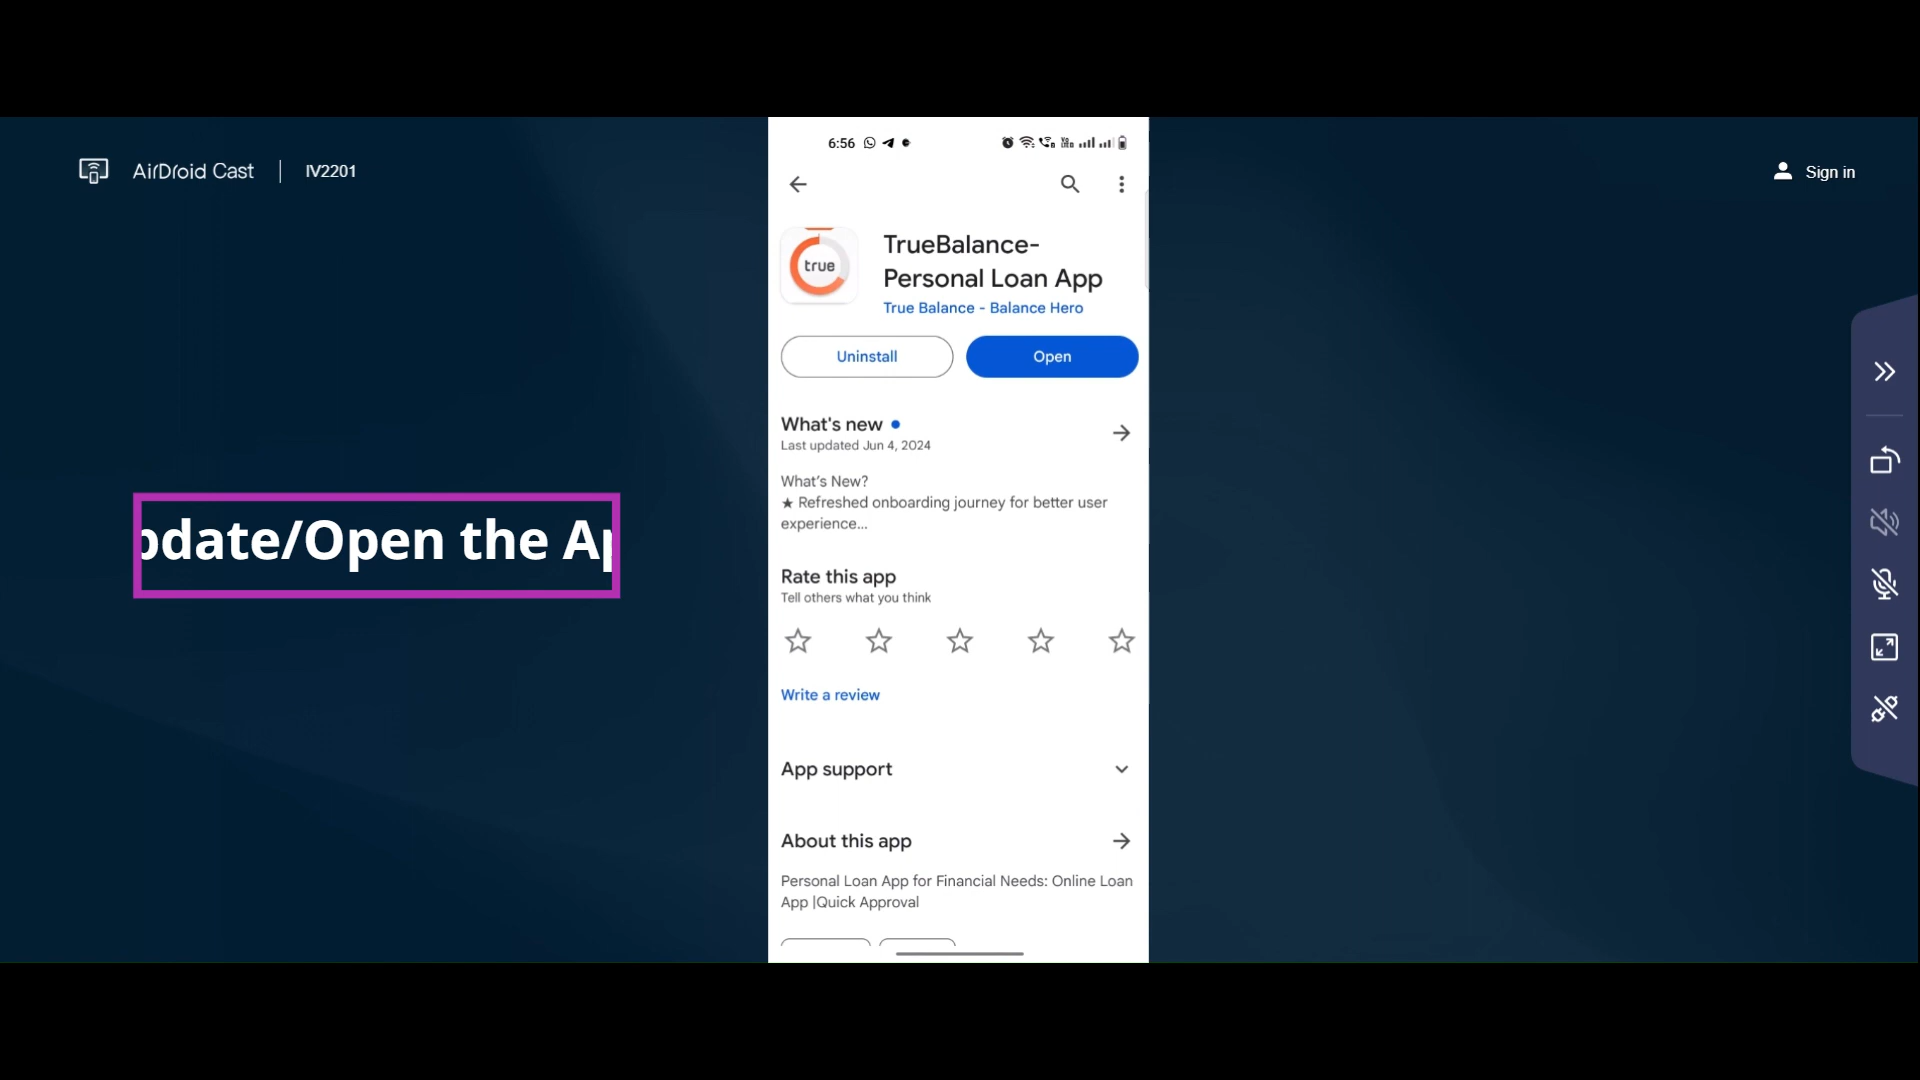 6:56
AirDroid Cast | IV2201
Sign in
true
TrueBalance-
Personal Loan App
True Balance - Balance Hero
Uninstall
Open
What's new
Last updated Jun 4, 2024
What's New?
★ Refreshed onboarding journey for better user
experience...
pdate/Open the Ap
Rate this app
Tell others what you think
Write a review
App support
About this app
Personal Loan App for Financial Needs: Online Loan
App |Quick Approval